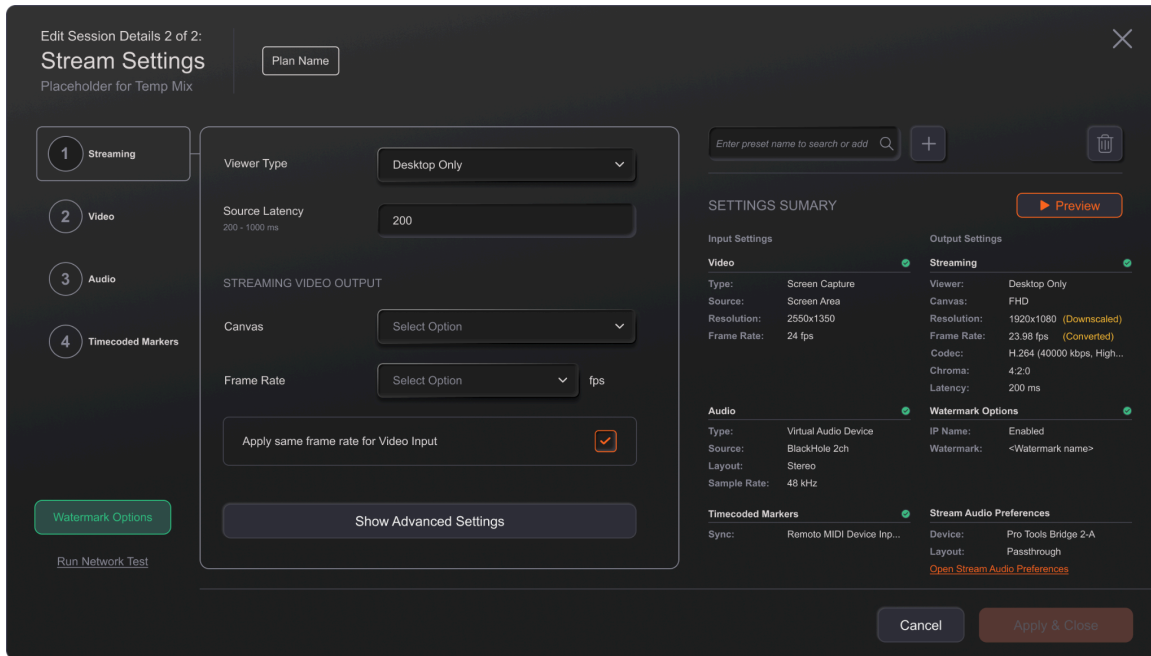 Edit Session Details 2 of 2:
Stream Settings
Placeholder for Temp Mix
Plan Name
1 Streaming
2 Video
3 Audio
4 Timecoded Markers
Watermark Options
Run Network Test
Viewer Type
Desktop Only
Source Latency
200 - 1000 ms
200
STREAMING VIDEO OUTPUT
Canvas
Select Option
Frame Rate
Select Option
fps
Apply same frame rate for Video Input
Show Advanced Settings
Enter preset name to search or add
SETTINGS SUMARY
Preview
Input Settings
Video
Type: Screen Capture
Source: Screen Area
Resolution: 2550x1350
Frame Rate: 24 fps
Audio
Type: Virtual Audio Device
Source: BlackHole 2ch
Layout: Stereo
Sample Rate: 48 kHz
Timecoded Markers
Sync: Remoto MIDI Device Inp...
Output Settings
Streaming
Viewer: Desktop Only
Canvas: FHD
Resolution: 1920x1080 (Downscaled)
Frame Rate: 23.98 fps (Converted)
Codec: H.264 (40000 kbps, High...
Chroma: 4:2:0
Latency: 200 ms
Watermark Options
IP Name: Enabled
Watermark: <Watermark name>
Stream Audio Preferences
Device: Pro Tools Bridge 2-A
Layout: Passthrough
Open Stream Audio Preferences
Cancel
Apply & Close